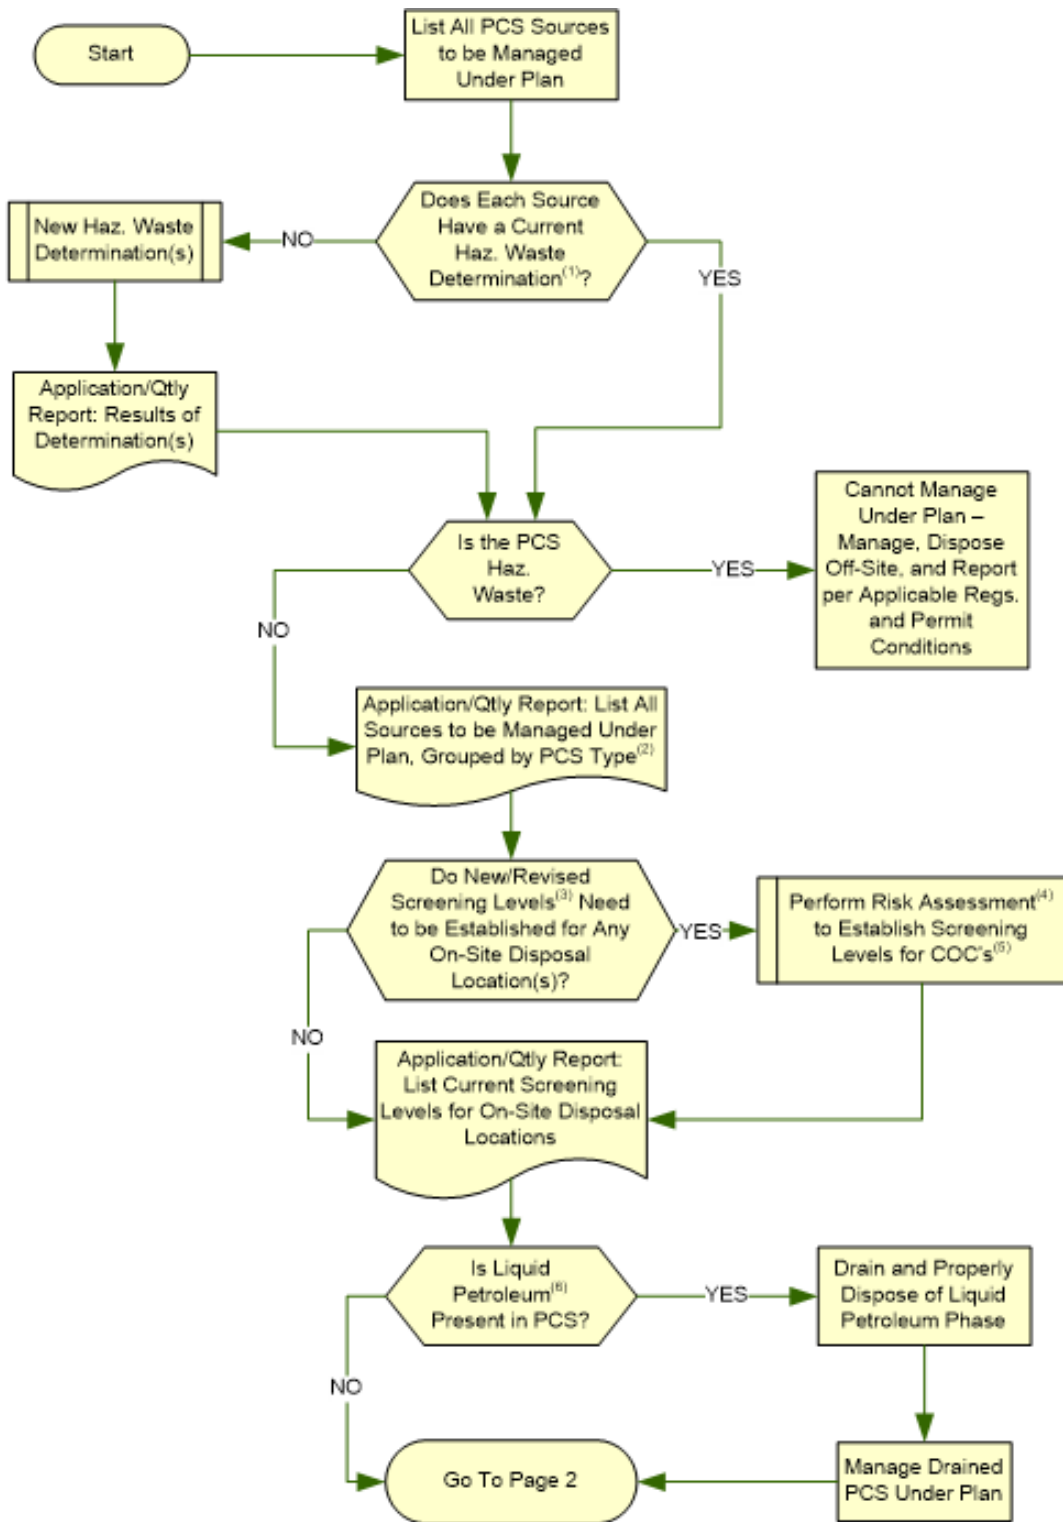 Start
List All PCS Sources
to be Managed
Under Plan
Does Each Source
Have a Current
Haz. Waste
Determination(1)?
NO
YES
New Haz. Waste
Determination(s)
Application/Qtly
Report: Results of
Determination(s)
Is the PCS
Haz.
Waste?
YES
NO
Cannot Manage
Under Plan –
Manage, Dispose
Off-Site, and Report
per Applicable Regs.
and Permit
Conditions
Application/Qtly Report: List All
Sources to be Managed Under
Plan, Grouped by PCS Type(2)
Do New/Revised
Screening Levels(3) Need
to be Established for Any
On-Site Disposal
Location(s)?
YES
NO
Perform Risk Assessment(4)
to Establish Screening
Levels for COC's(5)
Application/Qtly Report:
List Current Screening
Levels for On-Site Disposal
Locations
Is Liquid
Petroleum(6)
Present in PCS?
YES
NO
Drain and Properly
Dispose of Liquid
Petroleum Phase
Manage Drained
PCS Under Plan
Go To Page 2